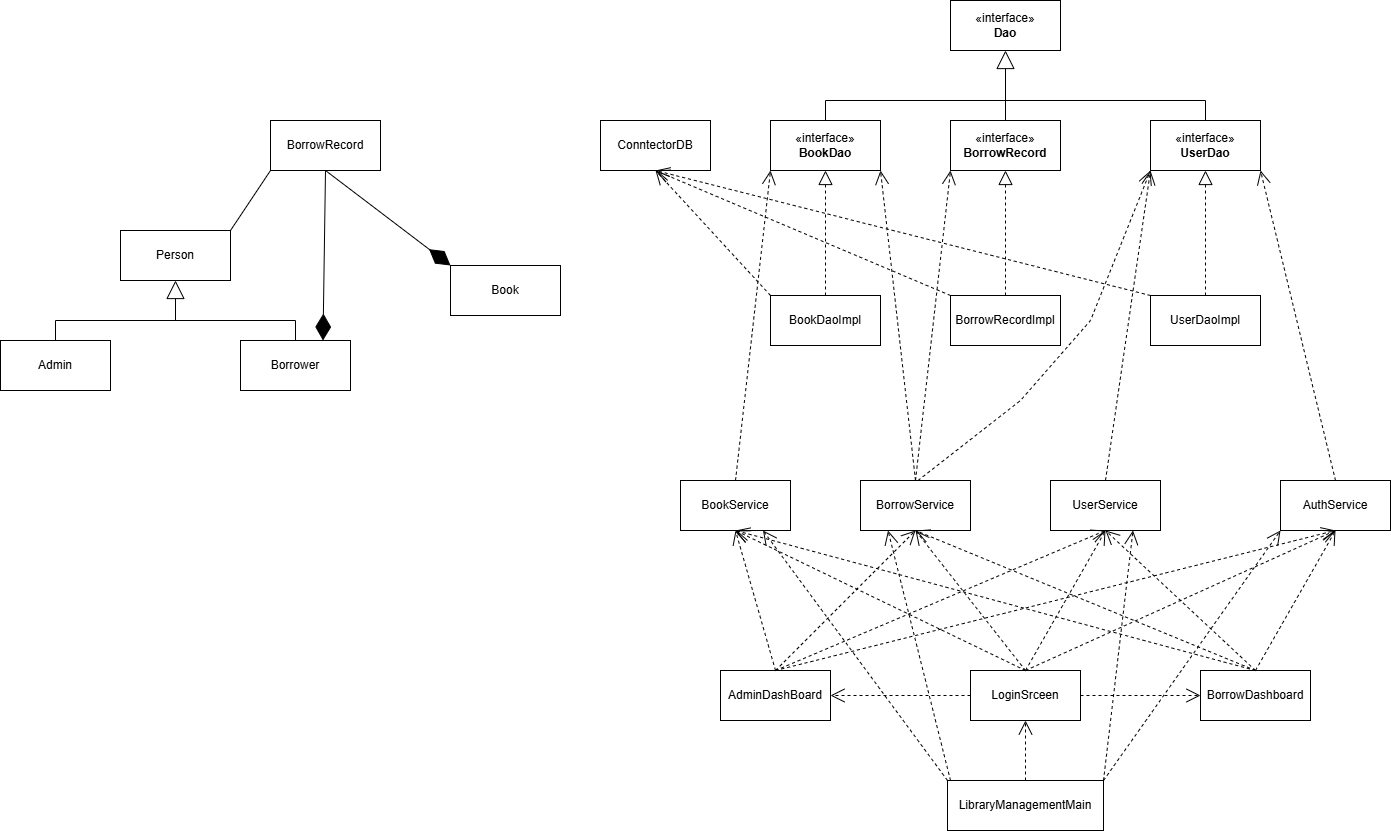 «interface»
Dao
BorrowRecord
ConntectorDB
«interface»
BookDao
«interface»
BorrowRecord
«interface»
UserDao
Person
Book
BookDaoImpl
BorrowRecordImpl
UserDaoImpl
Admin
Borrower
BookService
BorrowService
UserService
AuthService
AdminDashBoard
LoginSrceen
BorrowDashboard
LibraryManagementMain